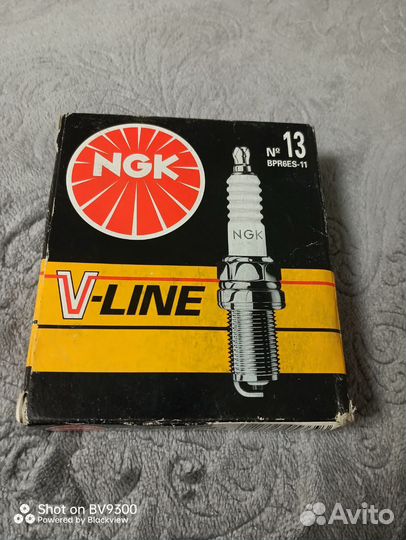 NGK
Nº 13
BPR6ES-11
NGK
V-LINE
Shot on BV9300
Powered by Blackview
Avito